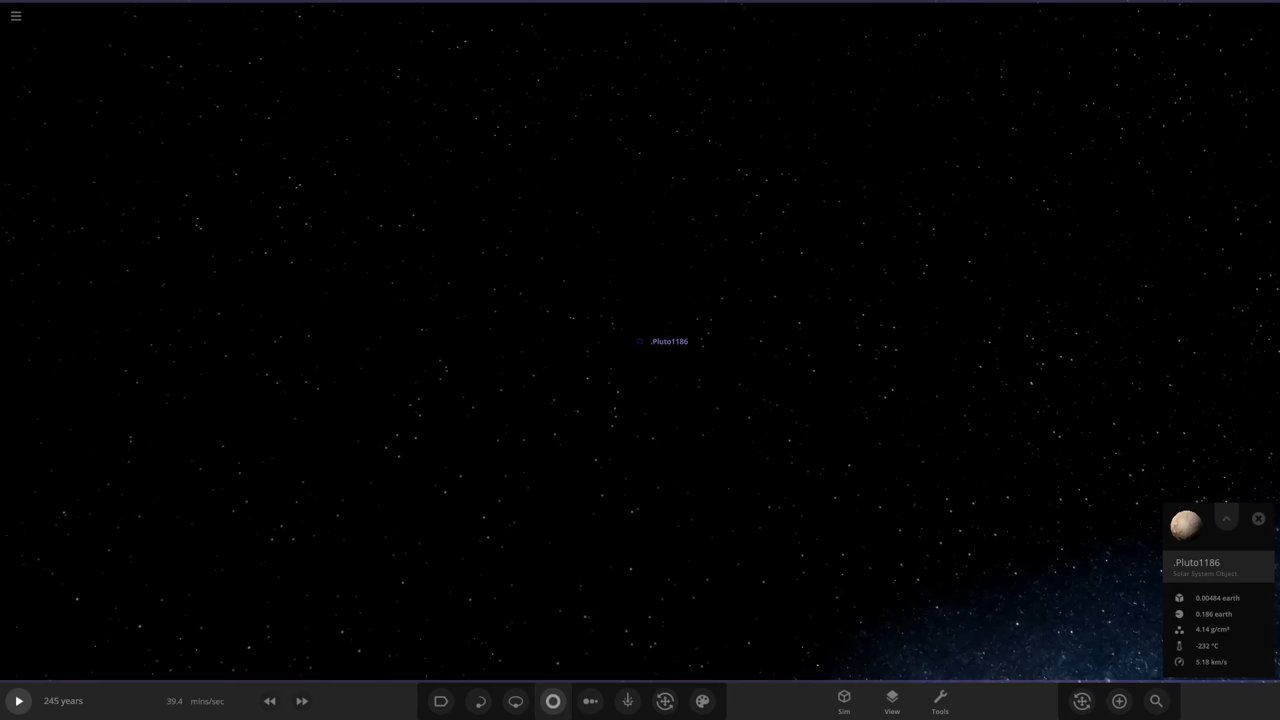 .Pluto1186
.Pluto1186
Solar System Object
0.00484 earth
0.186 earth
4.14 g/cm³
-232 °C
5.18 km/s
245 years
39.4 mins/sec
Sim
View
Tools